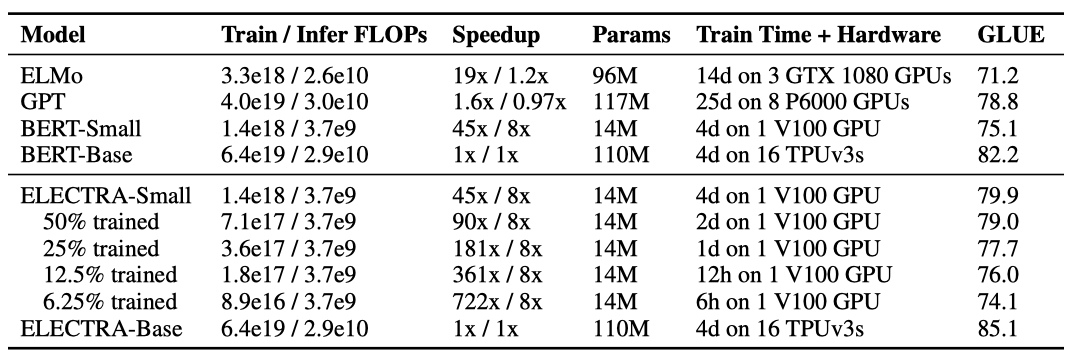 Model Train / Infer FLOPs Speedup Params Train Time + Hardware GLUE
ELMo 3.3e18 / 2.6e10 19x / 1.2x 96M 14d on 3 GTX 1080 GPUs 71.2
GPT 4.0e19 / 3.0e10 1.6x / 0.97x 117M 25d on 8 P6000 GPUs 78.8
BERT-Small 1.4e18 / 3.7e9 45x / 8x 14M 4d on 1 V100 GPU 75.1
BERT-Base 6.4e19 / 2.9e10 1x / 1x 110M 4d on 16 TPUv3s 82.2
ELECTRA-Small 1.4e18 / 3.7e9 45x / 8x 14M 4d on 1 V100 GPU 79.9
50% trained 7.1e17 / 3.7e9 90x / 8x 14M 2d on 1 V100 GPU 79.0
25% trained 3.6e17 / 3.7e9 181x / 8x 14M 1d on 1 V100 GPU 77.7
12.5% trained 1.8e17 / 3.7e9 361x / 8x 14M 12h on 1 V100 GPU 76.0
6.25% trained 8.9e16 / 3.7e9 722x / 8x 14M 6h on 1 V100 GPU 74.1
ELECTRA-Base 6.4e19 / 2.9e10 1x / 1x 110M 4d on 16 TPUv3s 85.1